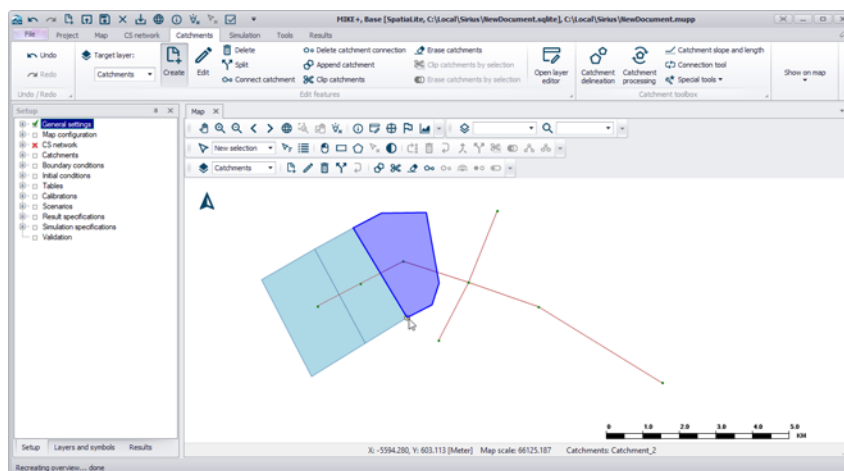 MIKE+, Base [SpatiaLite, C:\Local\Sirius\NewDocument.sqlite], C:\Local\Sirius\NewDocument.mupp
File Project Map CS network Catchments Simulation Tools Results
Undo
Redo
Undo / Redo
Target layer:
Catchments
Create
Edit
Delete
Split
Connect catchment
Delete catchment connection
Append catchment
Clip catchments
Erase catchments
Clip catchments by selection
Erase catchments by selection
Edit features
Open layer
editor
Catchment
delineation
Catchment
processing
Catchment slope and length
Connection tool
Special tools
Catchment toolbox
Show on map
Setup
General settings
Map configuration
CS network
Catchments
Boundary conditions
Initial conditions
Tables
Calibrations
Scenarios
Result specifications
Simulation specifications
Validation
Map
New selection
Catchments
0 1.0 2.0 3.0 4.0 5.0
KM
Setup Layers and symbols Results
X: -5594.280, Y: 603.113 [Meter] Map scale: 66125.187 Catchments: Catchment_2
Recreating overview.... done